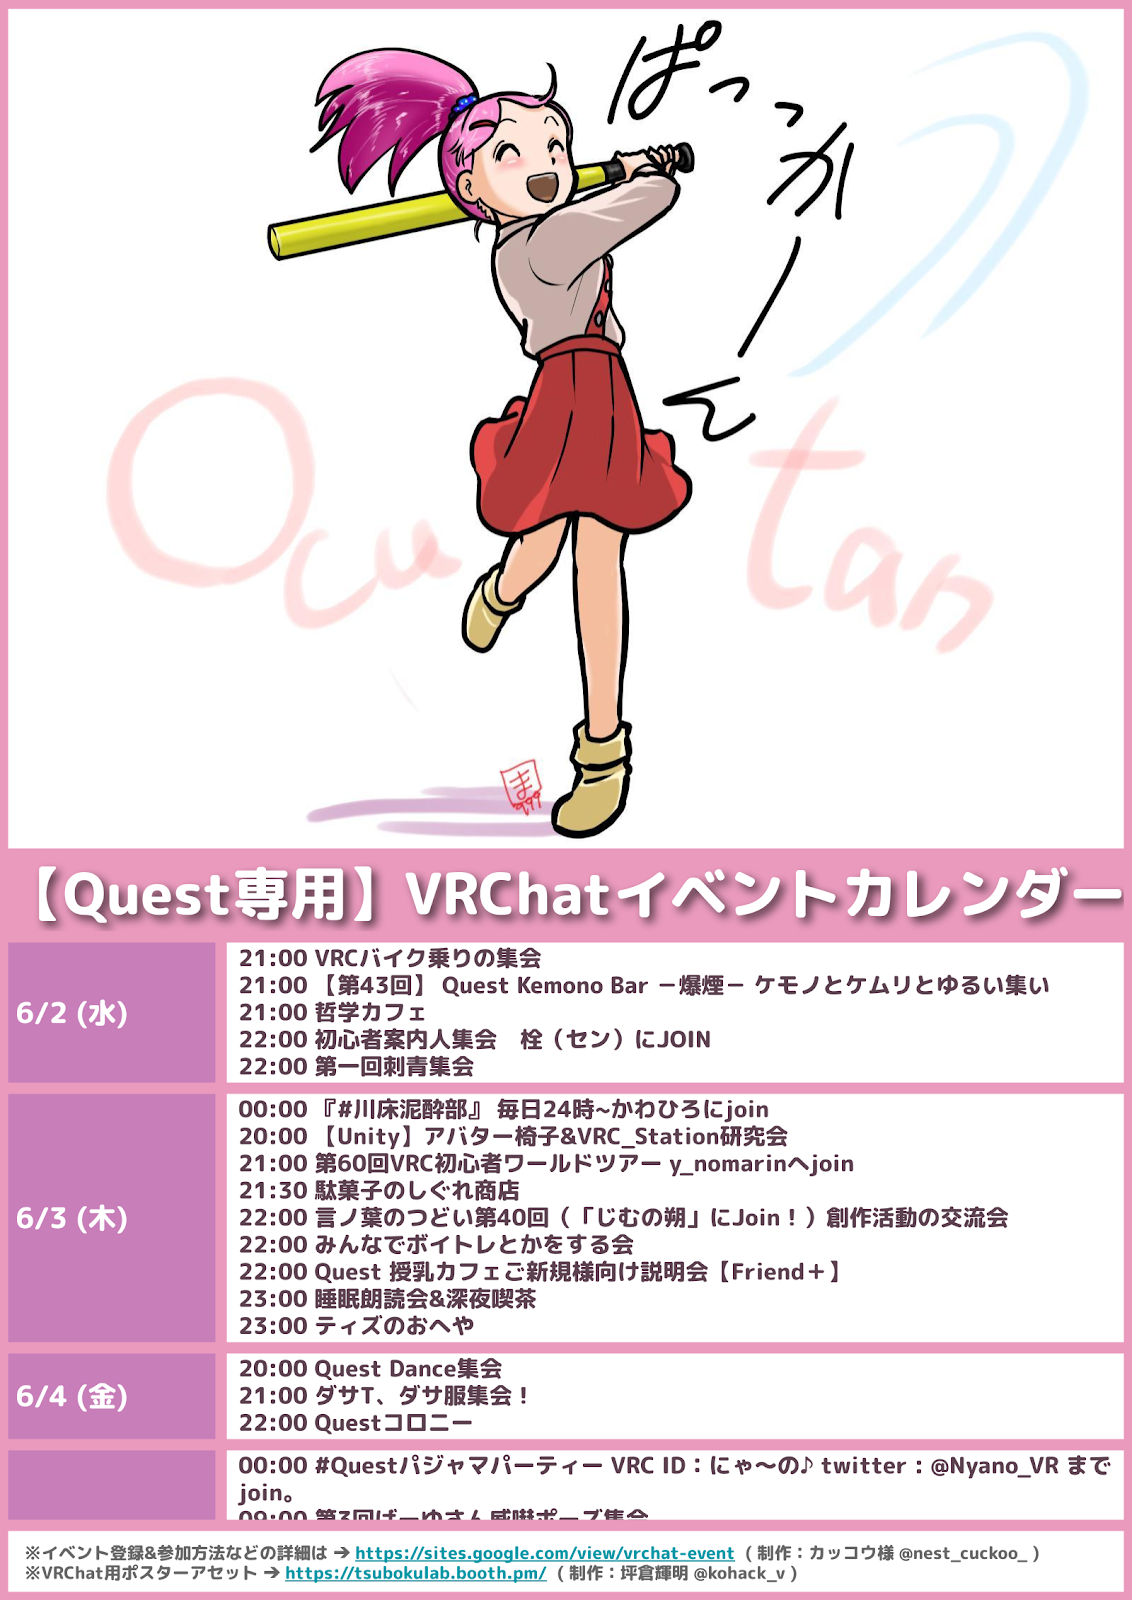 ぱっっかーん
Qcu tan
ま
999
【Quest専用】VRChatイベントカレンダー
6/2 (水)
21:00 VRCバイク乗りの集会
21:00 【第43回】 Quest Kemono Bar －爆煙－ ケモノとケムリとゆるい集い
21:00 哲学カフェ
22:00 初心者案内人集会　栓（セン）にJOIN
22:00 第一回刺青集会
6/3 (木)
00:00 『#川床泥酔部』 毎日24時~かわひろにjoin
20:00 【Unity】アバター椅子&VRC_Station研究会
21:00 第60回VRC初心者ワールドツアー y_nomarinへjoin
21:30 駄菓子のしぐれ商店
22:00 言ノ葉のつどい第40回（「じむの朔」にJoin！）創作活動の交流会
22:00 みんなでボイトレとかをする会
22:00 Quest 授乳カフェご新規様向け説明会【Friend＋】
23:00 睡眠朗読会&深夜喫茶
23:00 ティズのおへや
6/4 (金)
20:00 Quest Dance集会
21:00 ダサT、ダサ服集会！
22:00 Questコロニー
00:00 #Questパジャマパーティー VRC ID：にゃ〜の♪ twitter：@Nyano_VR まで
join。
09:00 第3回ばーゆさん威嚇ポーズ集会
※イベント登録&参加方法などの詳細は ➔ https://sites.google.com/view/vrchat-event （ 制作：カッコウ様 @nest_cuckoo_ ）
※VRChat用ポスターアセット ➔ https://tsubokulab.booth.pm/ （ 制作：坪倉輝明 @kohack_v ）